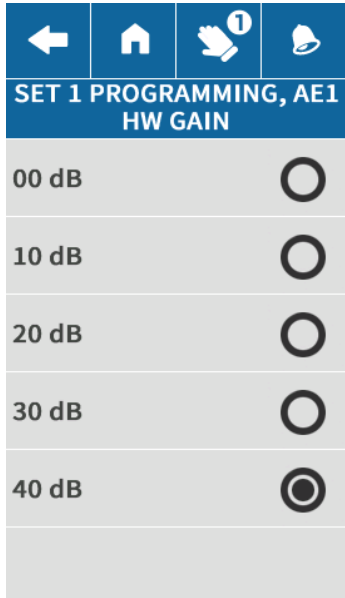 1
SET 1 PROGRAMMING, AE1
HW GAIN
00 dB
10 dB
20 dB
30 dB
40 dB